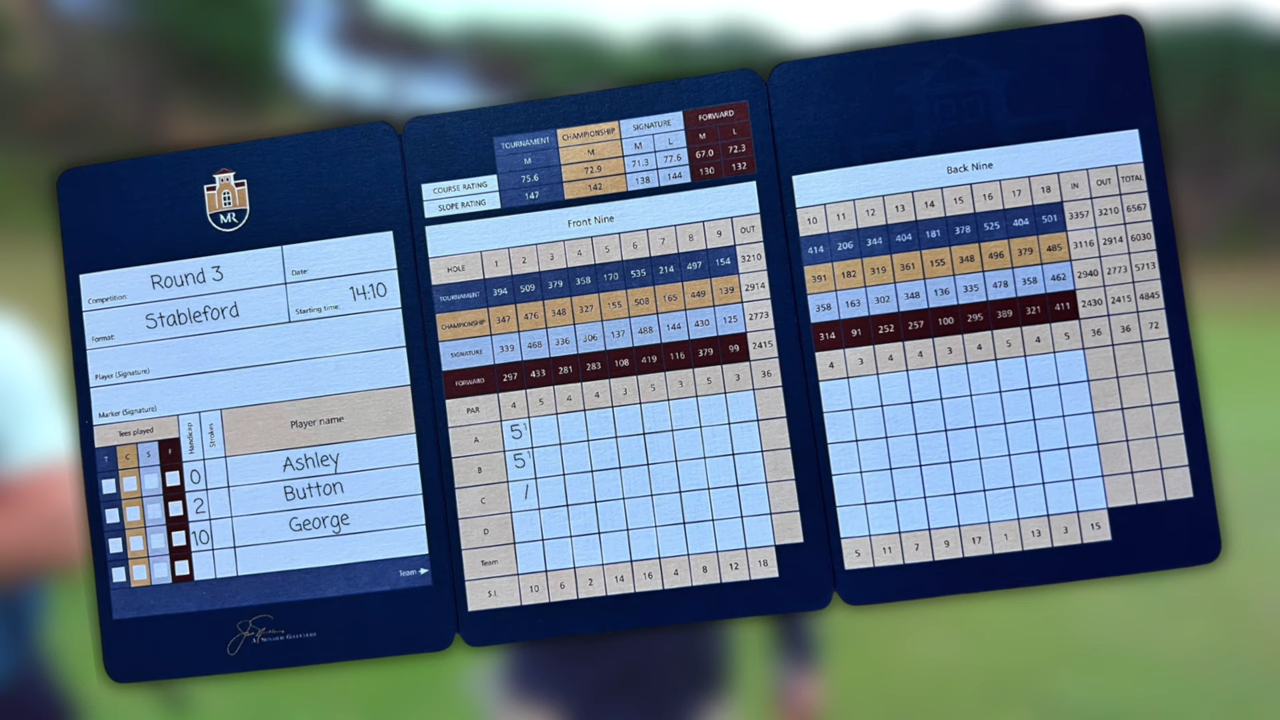 MR
Competition: Round 3
Date:
Format: Stableford
Starting time: 14:10
Player (Signature)
Marker (Signature)
Tees played Handicap Strokes Player name
T C S F
0 Ashley
2 Button
10 George
Team
TOURNAMENT CHAMPIONSHIP SIGNATURE FORWARD
M M M L M L
COURSE RATING 75.6 72.9 71.3 77.6 67.0 72.3
SLOPE RATING 147 142 138 144 130 132
Front Nine
HOLE 1 2 3 4 5 6 7 8 9 OUT
TOURNAMENT 394 509 379 358 170 535 214 497 154 3210
CHAMPIONSHIP 347 476 348 327 155 508 165 449 139 2914
SIGNATURE 339 468 336 306 137 488 144 430 125 2773
FORWARD 297 433 281 283 108 419 116 379 99 2415
PAR 4 5 4 4 3 5 3 5 3 36
A 5¹
B 5¹
C /
D
Team
S.I. 10 6 2 14 16 4 8 12 18
Back Nine
10 11 12 13 14 15 16 17 18 IN OUT TOTAL
414 206 344 404 181 378 525 404 501 3357 3210 6567
391 182 319 361 155 348 496 379 485 3116 2914 6030
358 163 302 348 136 335 478 358 462 2940 2773 5713
314 91 252 257 100 295 389 321 411 2430 2415 4845
4 3 4 4 3 4 5 4 5 36 36 72
5 11 7 9 17 1 13 3 15